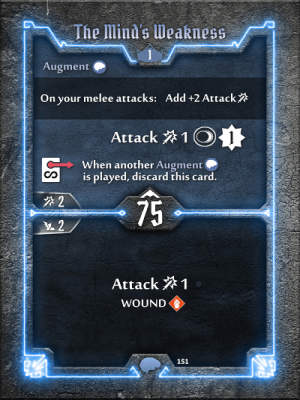 The Mind's Weakness
1
Augment
On your melee attacks: Add +2 Attack
Attack 1 1
When another Augment
is played, discard this card.
2
75
2
Attack 1
WOUND
151